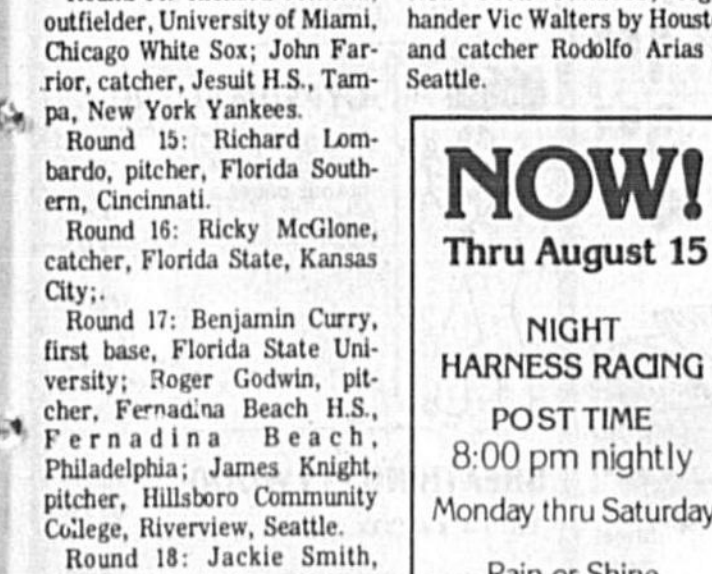 outfielder, University of Miami,
Chicago White Sox; John Far-
rior, catcher, Jesuit H.S., Tam-
pa, New York Yankees.
Round 15: Richard Lom-
bardo, pitcher, Florida South-
ern, Cincinnati.
Round 16: Ricky McGlone,
catcher, Florida State, Kansas
City;.
Round 17: Benjamin Curry,
first base, Florida State Uni-
versity; Roger Godwin, pit-
cher, Fernadina Beach H.S.,
Fernadina Beach,
Philadelphia; James Knight,
pitcher, Hillsboro Community
College, Riverview, Seattle.
Round 18: Jackie Smith,
hander Vic Walters by Houst
and catcher Rodolfo Arias
Seattle.
NOW!
Thru August 15
NIGHT
HARNESS RACING
POST TIME
8:00 pm nightly
Monday thru Saturday
Rain or Shine